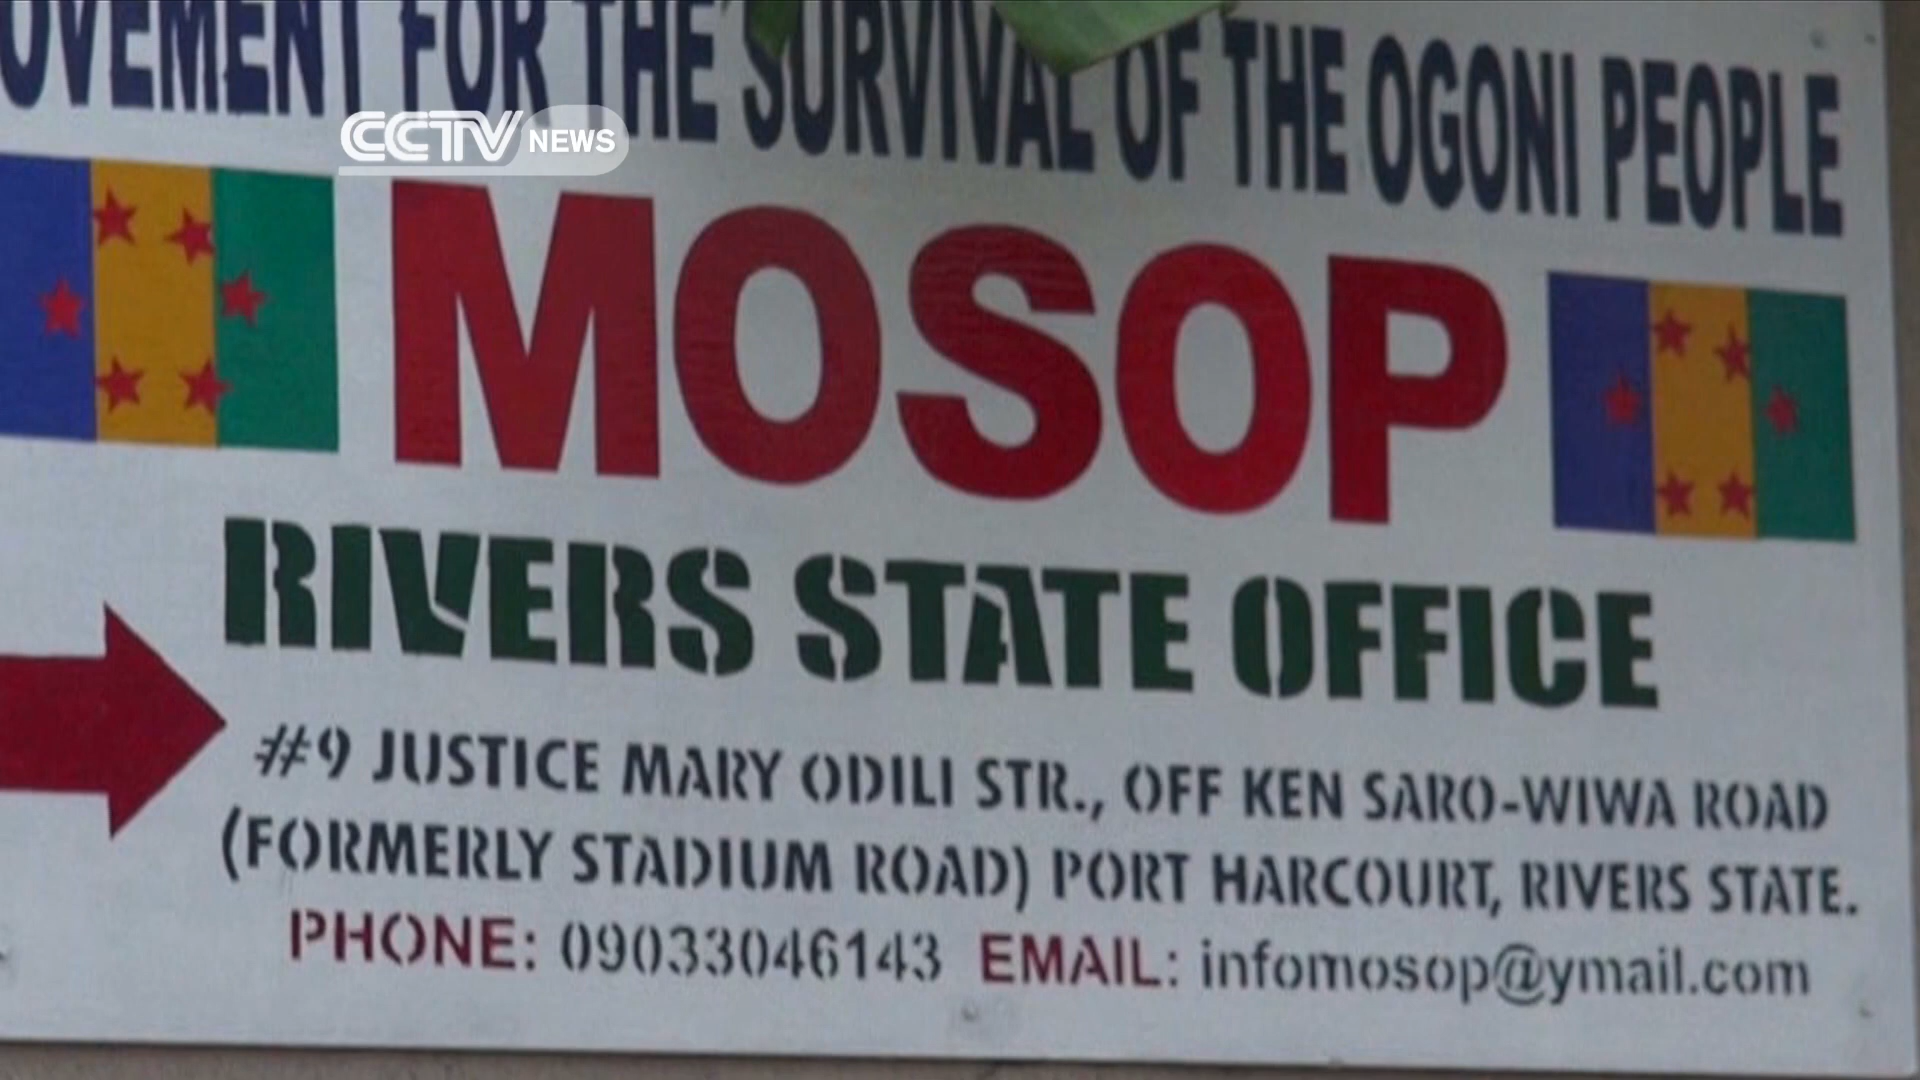 OVEMENT FOR THE SURVIVAL OF THE OGONI PEOPLE
CCTV NEWS
MOSOP
RIVERS STATE OFFICE
#9 JUSTICE MARY ODILI STR., OFF KEN SARO-WIWA ROAD
(FORMERLY STADIUM ROAD) PORT HARCOURT, RIVERS STATE.
PHONE: 09033046143 EMAIL: infomosop@ymail.com